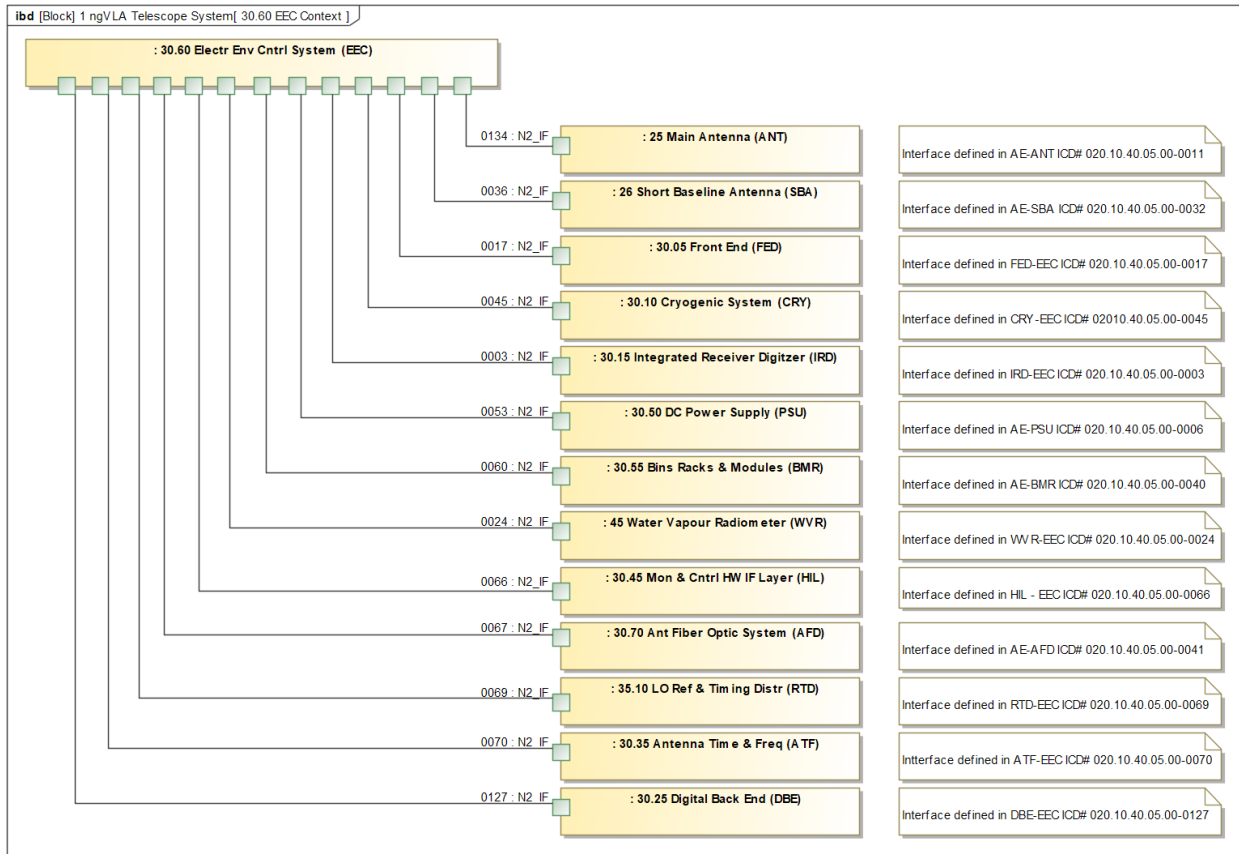 ibd [Block] 1 ngVLA Telescope System[ 30.60 EEC Context ]
: 30.60 Electr Env Cntrl System (EEC)
0134 : N2_IF
: 25 Main Antenna (ANT)
Interface defined in AE-ANT ICD# 020.10.40.05.00-0011
0036 : N2_IF
: 26 Short Baseline Antenna (SBA)
Interface defined in AE-SBA ICD# 020.10.40.05.00-0032
0017 : N2_IF
: 30.05 Front End (FED)
Interface defined in FED-EEC ICD# 020.10.40.05.00-0017
0045 : N2_IF
: 30.10 Cryogenic System (CRY)
Interface defined in CRY-EEC ICD# 02010.40.05.00-0045
0003 : N2_IF
: 30.15 Integrated Receiver Digitzer (IRD)
Interface defined in IRD-EEC ICD# 020.10.40.05.00-0003
0053 : N2_IF
: 30.50 DC Power Supply (PSU)
Interface defined in AE-PSU ICD# 020.10.40.05.00-0006
0060 : N2_IF
: 30.55 Bins Racks & Modules (BMR)
Interface defined in AE-BMR ICD# 020.10.40.05.00-0040
0024 : N2_IF
: 45 Water Vapour Radiometer (WVR)
Interface defined in WVR-EEC ICD# 020.10.40.05.00-0024
0066 : N2_IF
: 30.45 Mon & Cntrl HW IF Layer (HIL)
Interface defined in HIL - EEC ICD# 020.10.40.05.00-0066
0067 : N2_IF
: 30.70 Ant Fiber Optic System (AFD)
Interface defined in AE-AFD ICD# 020.10.40.05.00-0041
0069 : N2_IF
: 35.10 LO Ref & Timing Distr (RTD)
Interface defined in RTD-EEC ICD# 020.10.40.05.00-0069
0070 : N2_IF
: 30.35 Antenna Time & Freq (ATF)
Intterface defined in ATF-EEC ICD# 020.10.40.05.00-0070
0127 : N2_IF
: 30.25 Digital Back End (DBE)
Interface defined in DBE-EEC ICD# 020.10.40.05.00-0127